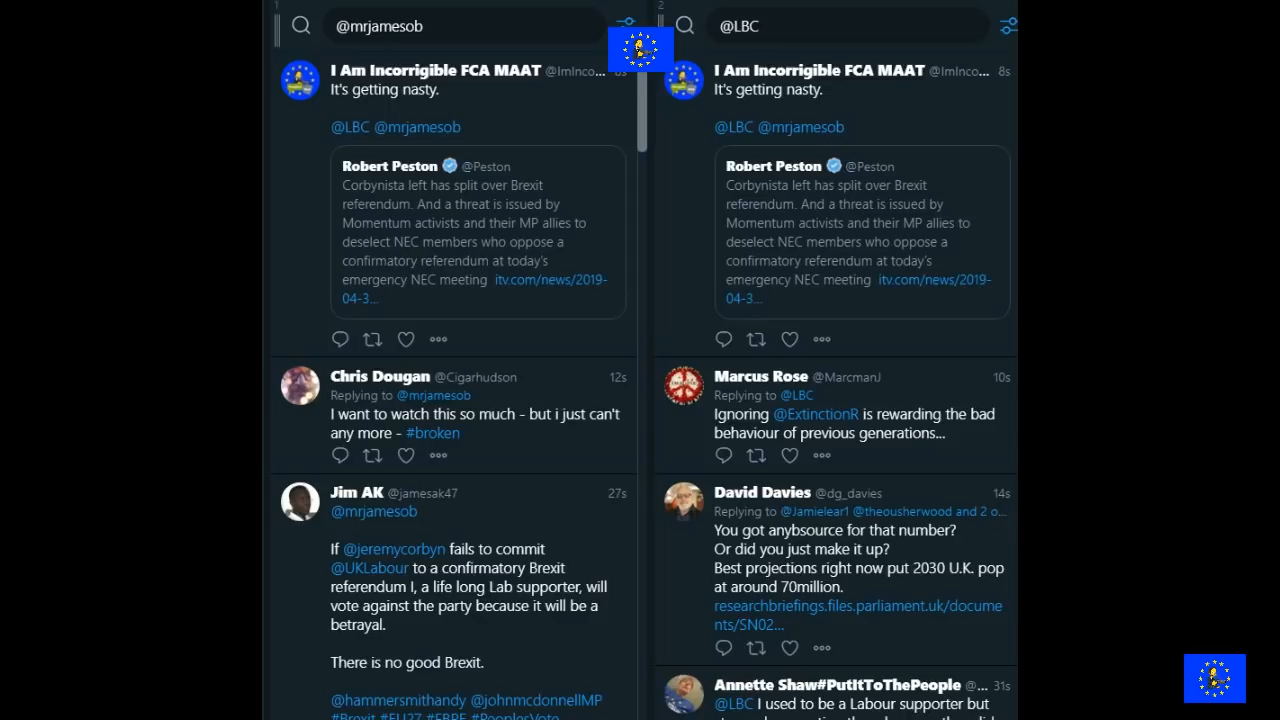 1
@mrjamesob
I Am Incorrigible FCA MAAT @ImInco...
It's getting nasty.
@LBC @mrjamesob
Robert Peston @Peston
Corbynista left has split over Brexit
referendum. And a threat is issued by
Momentum activists and their MP allies to
deselect NEC members who oppose a
confirmatory referendum at today's
emergency NEC meeting itv.com/news/2019-
04-3...
Chris Dougan @Cigarhudson 12s
Replying to @mrjamesob
I want to watch this so much - but i just can't
any more - #broken
Jim AK @jamesak47 27s
@mrjamesob
If @jeremycorbyn fails to commit
@UKLabour to a confirmatory Brexit
referendum I, a life long Lab supporter, will
vote against the party because it will be a
betrayal.
There is no good Brexit.
@hammersmithandy @johnmcdonnellMP
#Brexit #EU27 #FBPE #PeoplesVote
2
@LBC
I Am Incorrigible FCA MAAT @ImInco... 8s
It's getting nasty.
@LBC @mrjamesob
Robert Peston @Peston
Corbynista left has split over Brexit
referendum. And a threat is issued by
Momentum activists and their MP allies to
deselect NEC members who oppose a
confirmatory referendum at today's
emergency NEC meeting itv.com/news/2019-
04-3...
Marcus Rose @MarcmanJ 10s
Replying to @LBC
Ignoring @ExtinctionR is rewarding the bad
behaviour of previous generations...
David Davies @dg_davies 14s
Replying to @Jamielear1 @theousherwood and 2 o...
You got anybsource for that number?
Or did you just make it up?
Best projections right now put 2030 U.K. pop
at around 70million.
researchbriefings.files.parliament.uk/docume
nts/SN02...
Annette Shaw#PutItToThePeople @... 31s
@LBC I used to be a Labour supporter but